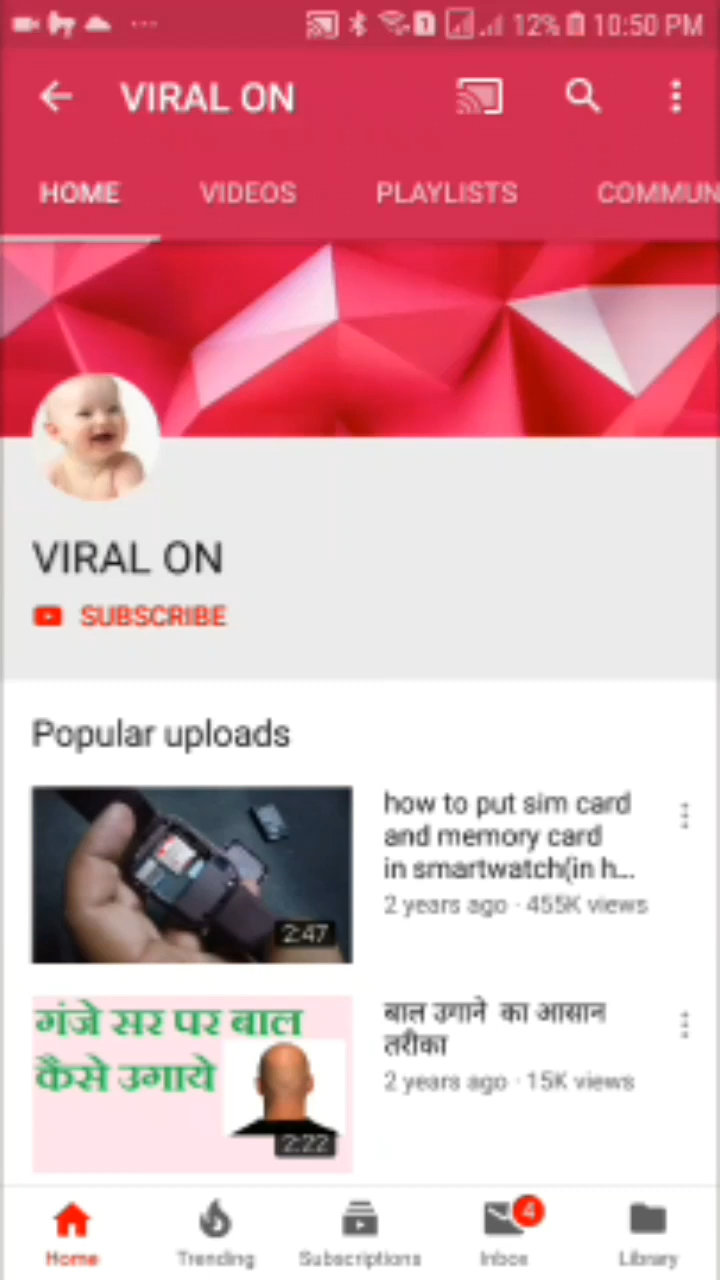 12% 10:50 PM
VIRAL ON
HOME VIDEOS PLAYLISTS COMMUN
VIRAL ON
SUBSCRIBE
Popular uploads
how to put sim card
and memory card
in smartwatch(in h...
2 years ago · 455K views
2:47
गंजे सर पर बाल
कैसे उगाये
2:22
बाल उगाने का आसान
तरीका
2 years ago · 15K views
4
Home Trending Subscriptions Inbox Library